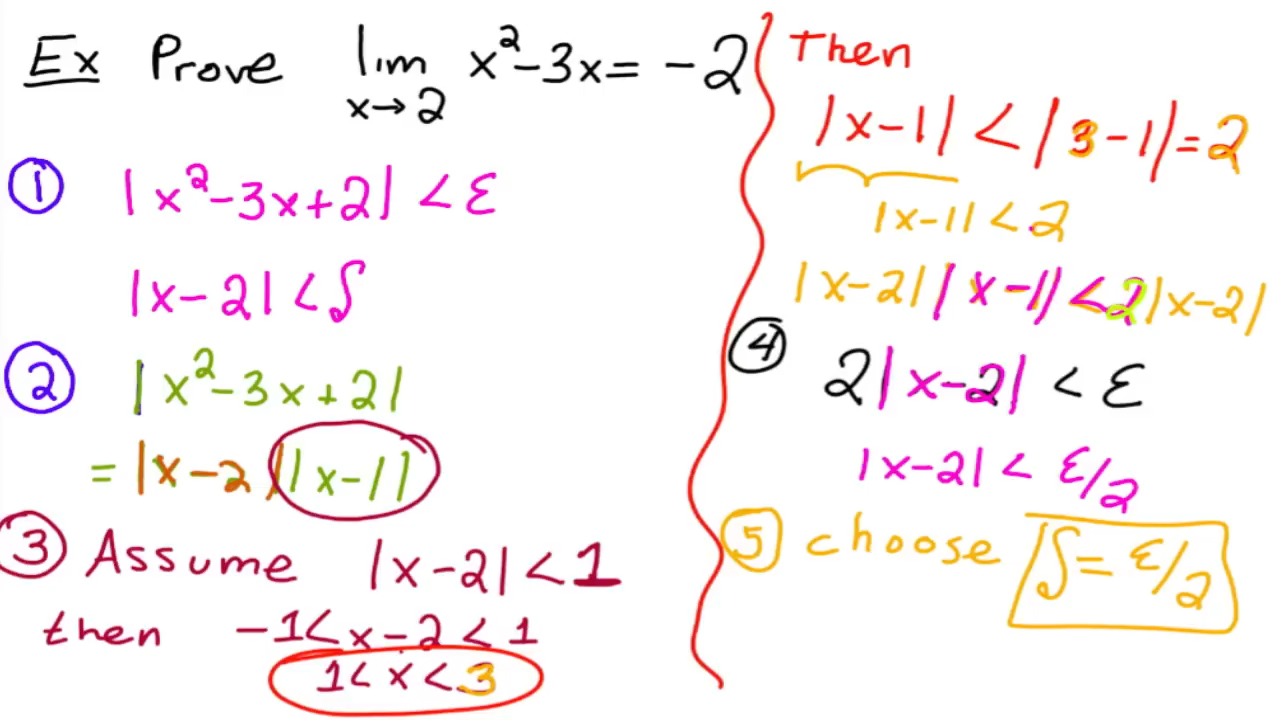 Ex Prove lim x→2 x²-3x = -2
① |x²-3x+2| < ε
|x-2| < δ
② |x²-3x+2|
= |x-2||x-1|
③ Assume |x-2| < 1
then -1 < x-2 < 1
1 < x < 3
Then
|x-1| < |3-1| = 2
|x-1| < 2
|x-2||x-1| < 2|x-2|
④ 2|x-2| < ε
|x-2| < ε/2
⑤ choose δ = ε/2